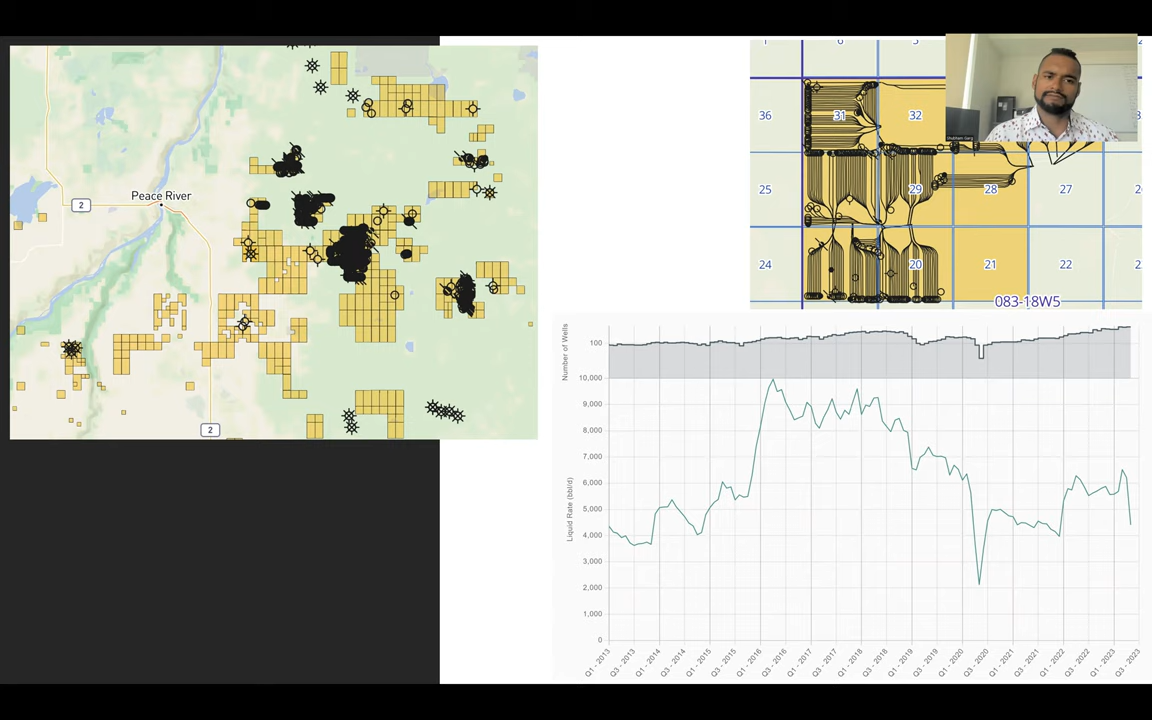 Peace River
2
2
6
5
36
31
32
25
29
28
27
24
20
21
22
083-18W5
Shubham Garg
Number of Wells
100
Liquid Rate (bbl/d)
10,000
9,000
8,000
7,000
6,000
5,000
4,000
3,000
2,000
1,000
0
Q1 - 2013
Q3 - 2013
Q1 - 2014
Q3 - 2014
Q1 - 2015
Q3 - 2015
Q1 - 2016
Q3 - 2016
Q1 - 2017
Q3 - 2017
Q1 - 2018
Q3 - 2018
Q1 - 2019
Q3 - 2019
Q1 - 2020
Q3 - 2020
Q1 - 2021
Q3 - 2021
Q1 - 2022
Q3 - 2022
Q1 - 2023
Q3 - 2023